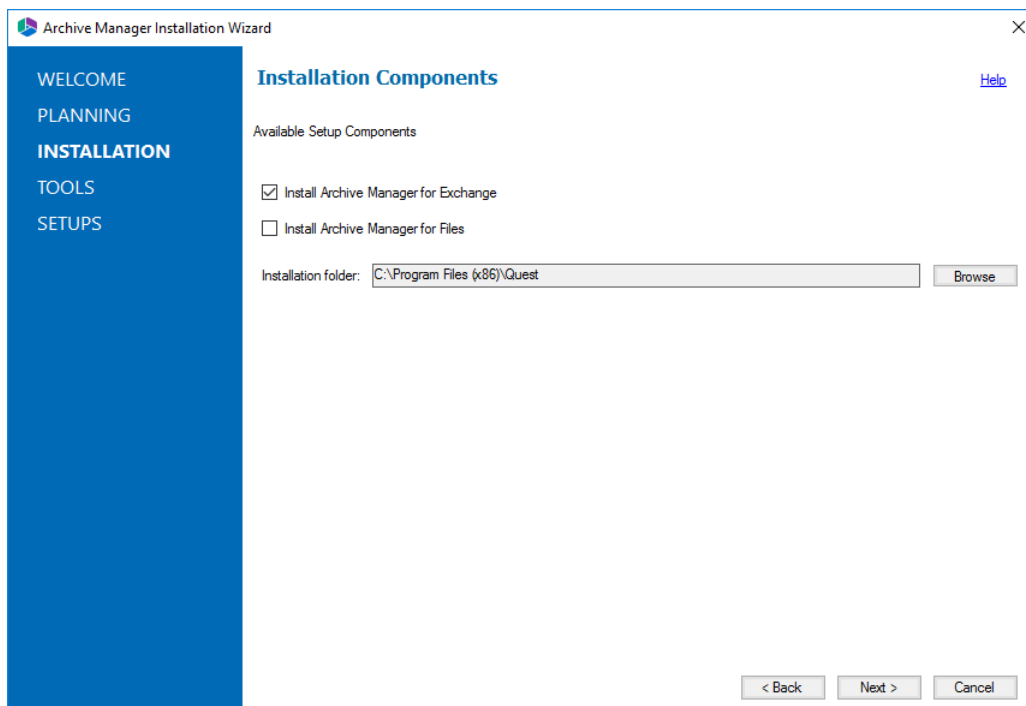 Archive Manager Installation Wizard
WELCOME
PLANNING
INSTALLATION
TOOLS
SETUPS
Installation Components
Help
Available Setup Components
Install Archive Manager for Exchange
Install Archive Manager for Files
Installation folder: C:\Program Files (x86)\Quest Browse
< Back Next > Cancel